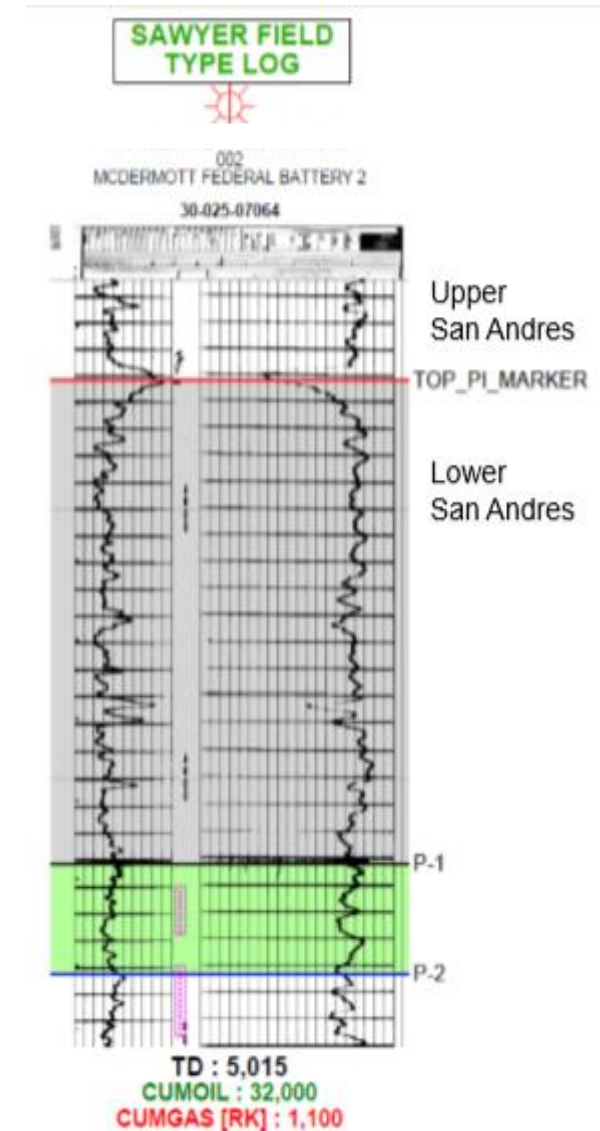 SAWYER FIELD
TYPE LOG
002
MCDERMOTT FEDERAL BATTERY 2
30-025-07064
Upper
San Andres
TOP_PI_MARKER
Lower
San Andres
P-1
P-2
TD : 5,015
CUMOIL : 32,000
CUMGAS [RK] : 1,100